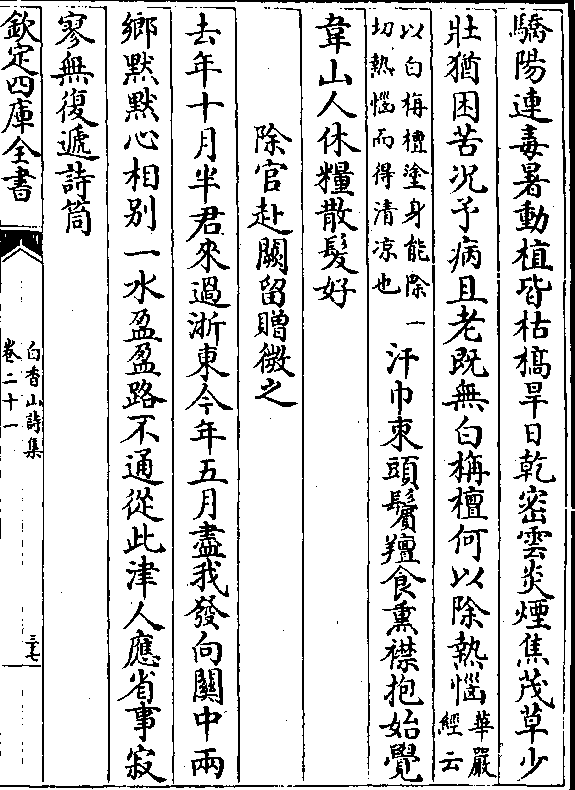 驕陽連毒暑動植皆枯槁旱日乾密雲炎煙焦茂草少
壯猶困苦况予病且老既無白栴檀何以除熱惱華嚴
經云
以白栴檀塗身能除一
切熱惱而得清凉也
汗巾束頭鬢羶食熏襟抱始覺
韋山人休糧散髮好
除官赴闕留贈微之
去年十月半君來過浙東今年五月盡我發向關中兩
鄉默默心相别一水盈盈路不通從此津人應省事寂
寥無復遞詩筒
欽定四庫全書
白香山詩集
卷二十一
三七